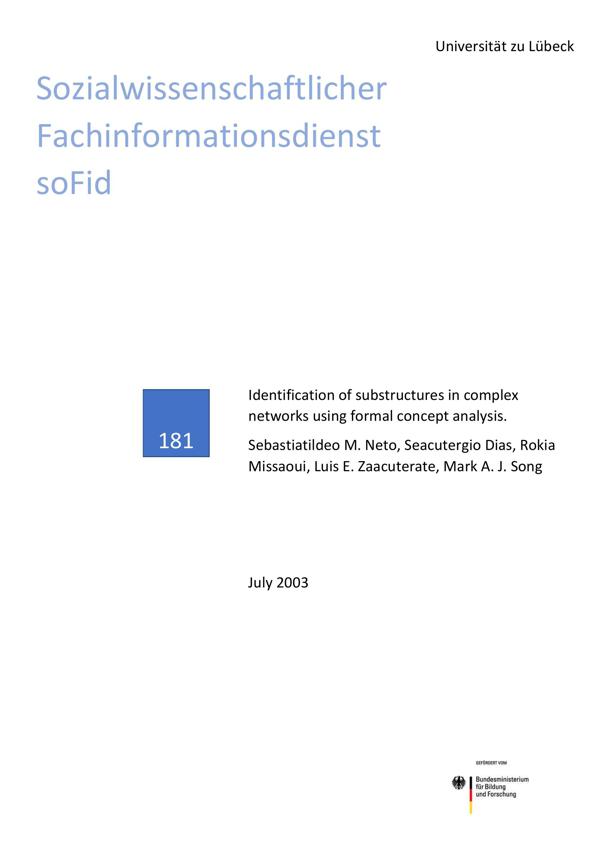 Universität zu Lübeck
Sozialwissenschaftlicher
Fachinformationsdienst
soFid
181
Identification of substructures in complex
networks using formal concept analysis.
Sebastiatildeo M. Neto, Seacutergio Dias, Rokia
Missaoui, Luis E. Zaacuterate, Mark A. J. Song
July 2003
GEFÖRDERT VOM
Bundesministerium
für Bildung
und Forschung